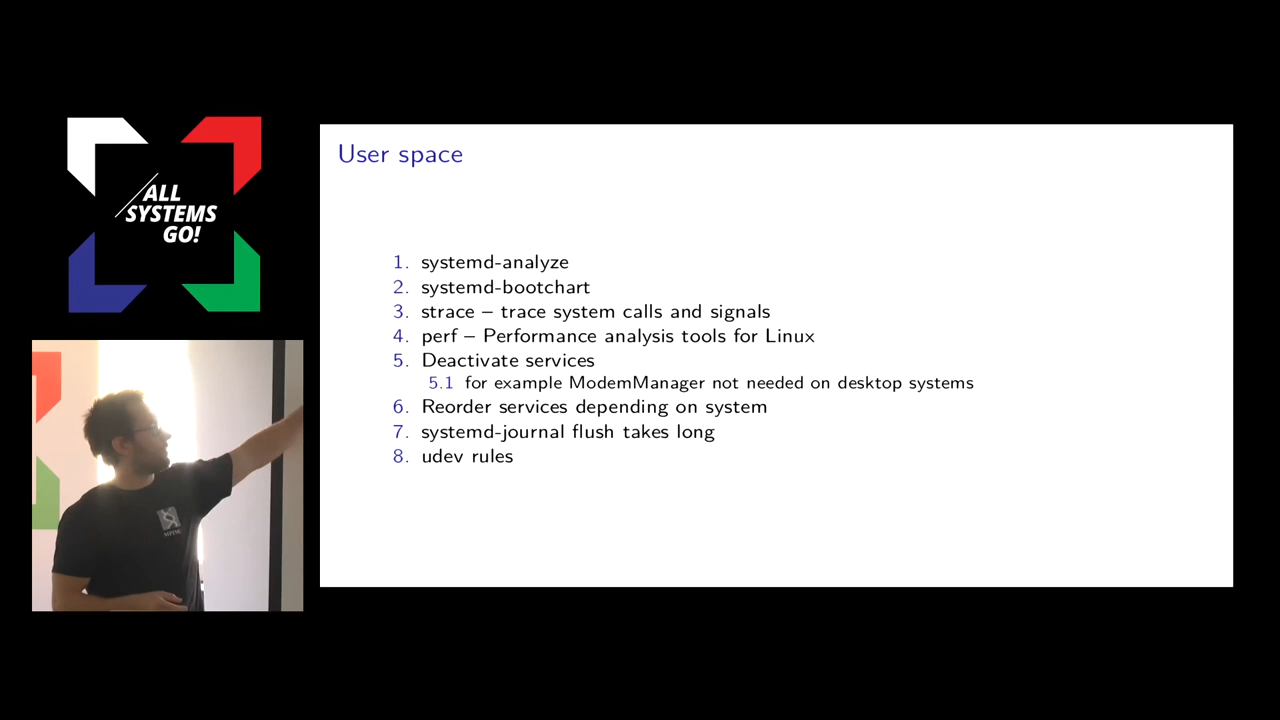 ALL
SYSTEMS
GO!
User space
1. systemd-analyze
2. systemd-bootchart
3. strace – trace system calls and signals
4. perf – Performance analysis tools for Linux
5. Deactivate services
5.1 for example ModemManager not needed on desktop systems
6. Reorder services depending on system
7. systemd-journal flush takes long
8. udev rules